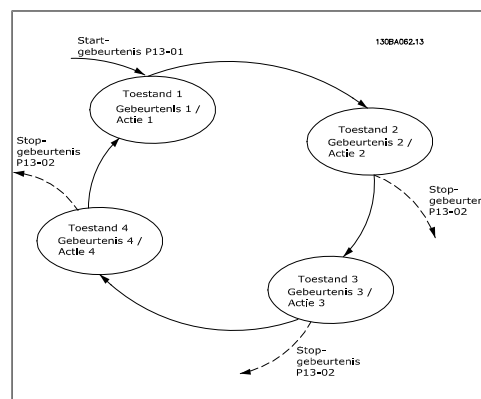 Start-
gebeurtenis P13-01
130BA062.13
Toestand 1
Gebeurtenis 1 /
Actie 1
Toestand 2
Gebeurtenis 2 /
Actie 2
Stop-
gebeurtenis
P13-02
Stop-
gebeurten
P13-02
Toestand 4
Gebeurtenis 4 /
Actie 4
Toestand 3
Gebeurtenis 3 /
Actie 3
Stop-
gebeurtenis
P13-02